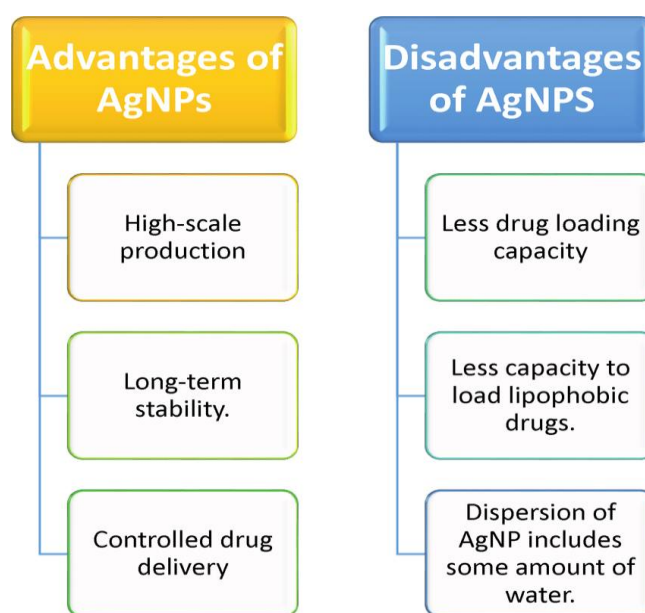 Advantages of
AgNPs
High-scale
production
Long-term
stability.
Controlled drug
delivery
Disadvantages
of AgNPS
Less drug loading
capacity
Less capacity to
load lipophobic
drugs.
Dispersion of
AgNP includes
some amount of
water.